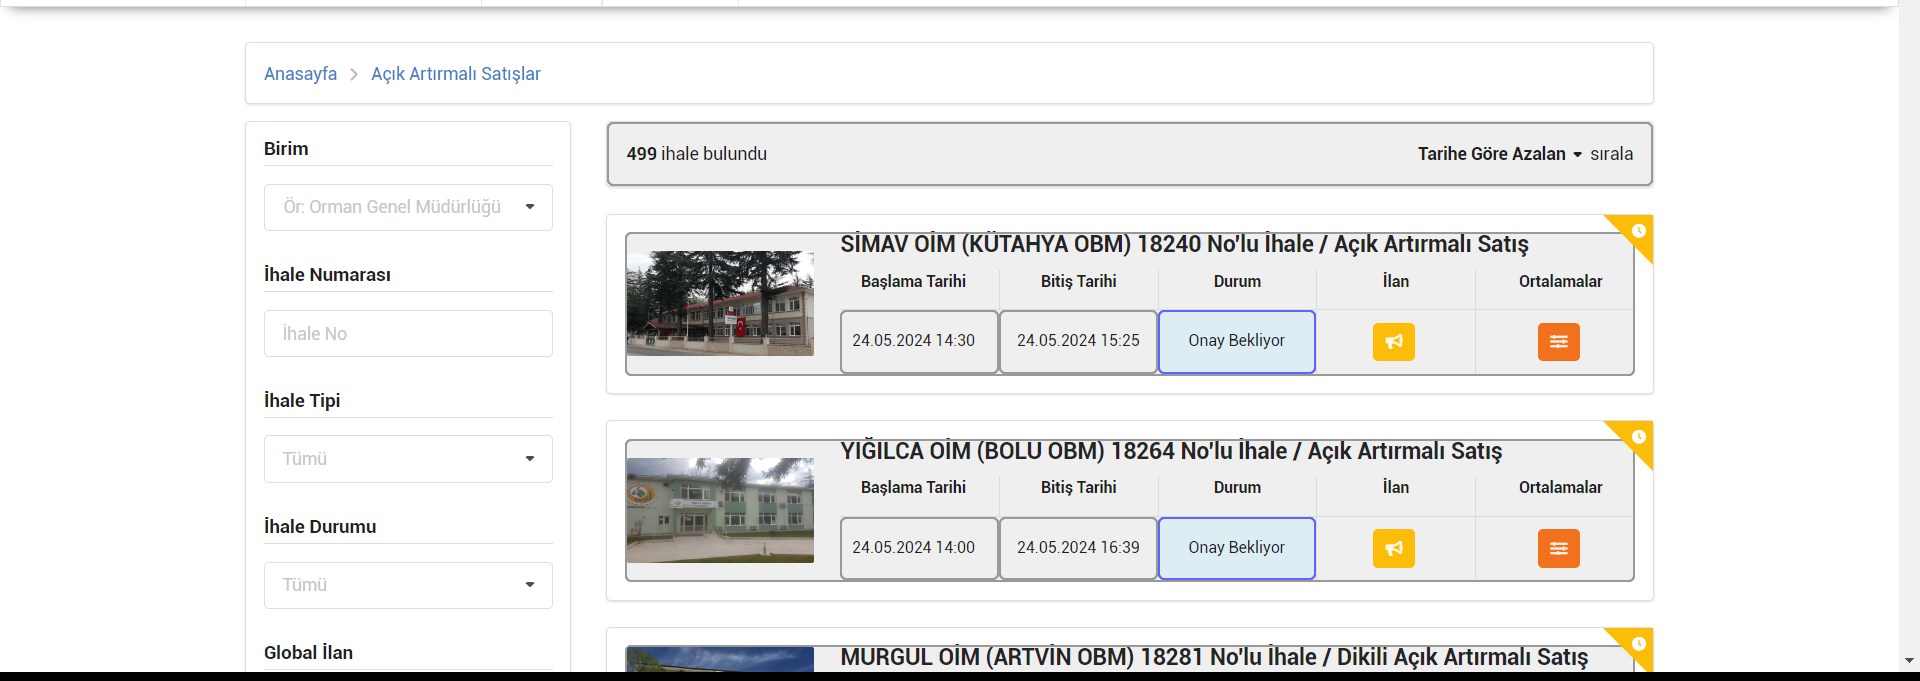 Anasayfa > Açık Artırmalı Satışlar
Birim
Ör: Orman Genel Müdürlüğü
İhale Numarası
İhale No
İhale Tipi
Tümü
İhale Durumu
Tümü
Global İlan
499 ihale bulundu
Tarihe Göre Azalan sırala
SİMAV OİM (KÜTAHYA OBM) 18240 No'lu İhale / Açık Artırmalı Satış
Başlama Tarihi Bitiş Tarihi Durum İlan Ortalamalar
24.05.2024 14:30 24.05.2024 15:25 Onay Bekliyor
YIĞILCA OİM (BOLU OBM) 18264 No'lu İhale / Açık Artırmalı Satış
Başlama Tarihi Bitiş Tarihi Durum İlan Ortalamalar
24.05.2024 14:00 24.05.2024 16:39 Onay Bekliyor
MURGUL OİM (ARTVİN OBM) 18281 No'lu İhale / Dikili Açık Artırmalı Satış